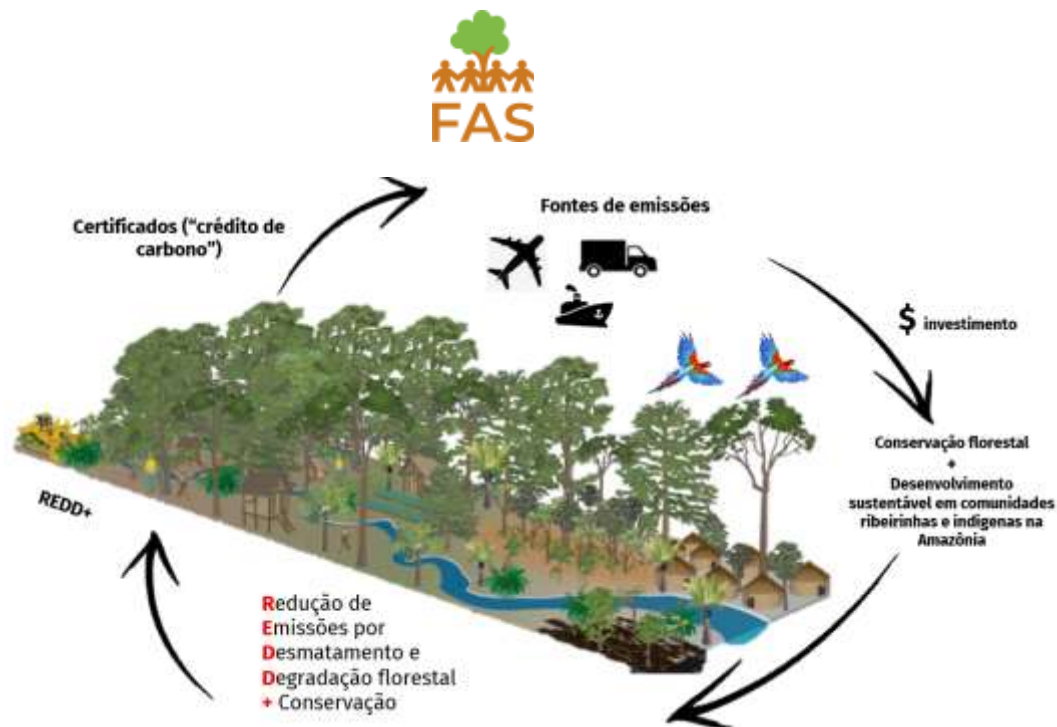 FAS
Certificados ("crédito de
carbono")
Fontes de emissões
$ investimento
Conservação florestal
+
Desenvolvimento
sustentável em comunidades
ribeirinhas e indígenas na
Amazônia
REDD+
Redução de
Emissões por
Desmatamento e
Degradação florestal
+ Conservação